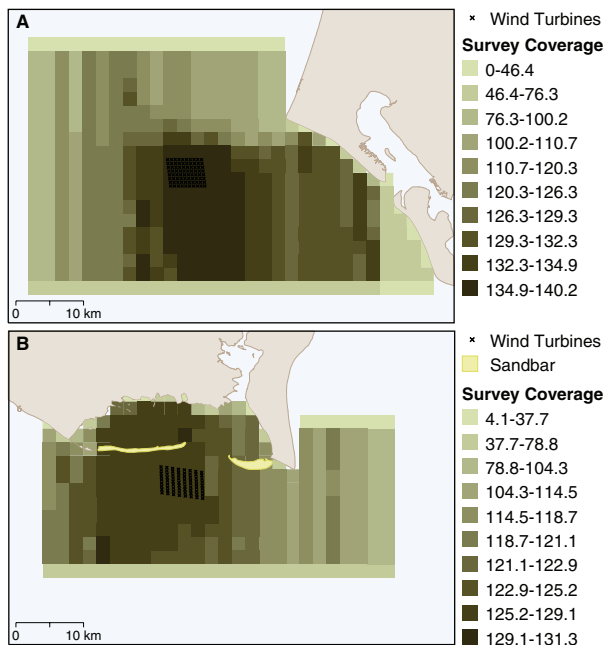 A
Wind Turbines
Survey Coverage
0-46.4
46.4-76.3
76.3-100.2
100.2-110.7
110.7-120.3
120.3-126.3
126.3-129.3
129.3-132.3
132.3-134.9
134.9-140.2
0 10 km
B
Wind Turbines
Sandbar
Survey Coverage
4.1-37.7
37.7-78.8
78.8-104.3
104.3-114.5
114.5-118.7
118.7-121.1
121.1-122.9
122.9-125.2
125.2-129.1
129.1-131.3
0 10 km